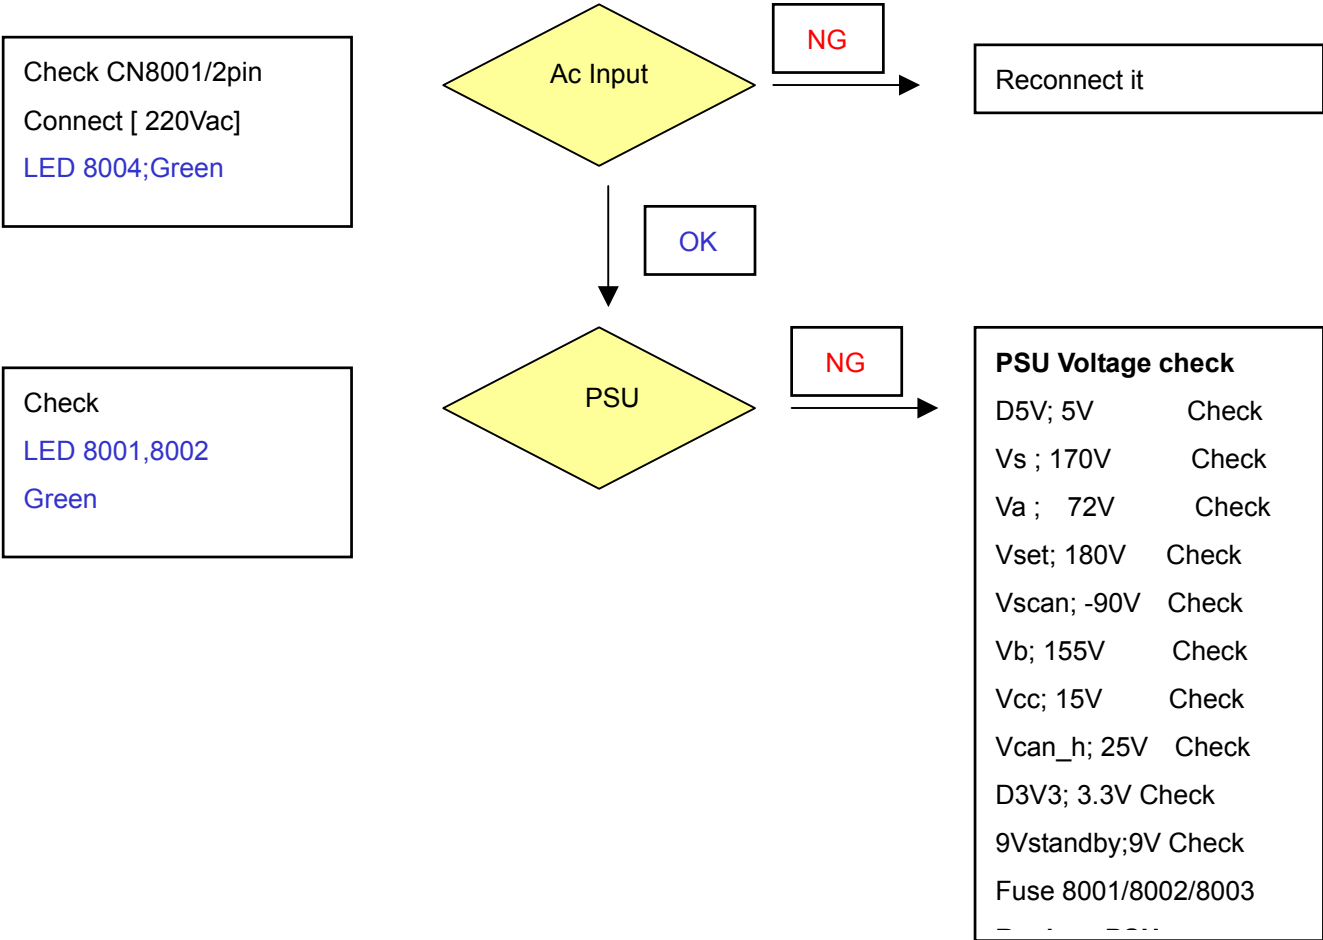 Check CN8001/2pin
Connect [ 220Vac]
LED 8004;Green
Ac Input
NG
Reconnect it
OK
Check
LED 8001,8002
Green
PSU
NG
PSU Voltage check
D5V; 5V Check
Vs ; 170V Check
Va ; 72V Check
Vset; 180V Check
Vscan; -90V Check
Vb; 155V Check
Vcc; 15V Check
Vcan_h; 25V Check
D3V3; 3.3V Check
9Vstandby;9V Check
Fuse 8001/8002/8003